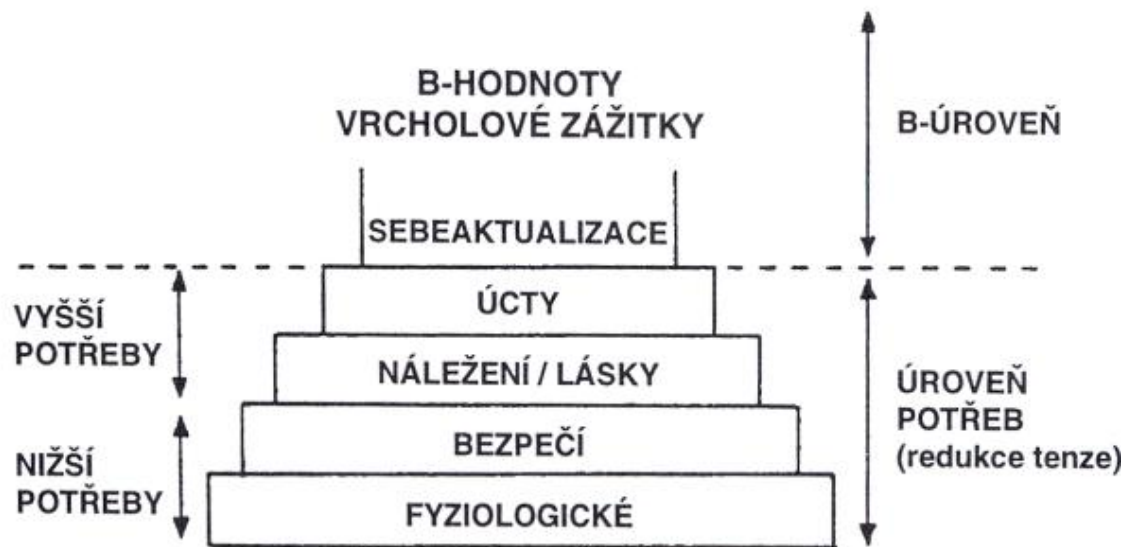 B-HODNOTY
VRCHOLOVÉ ZÁŽITKY
B-ÚROVEŇ
SEBEAKTUALIZACE
ÚCTY
VYŠŠÍ
POTŘEBY
NÁLEŽENÍ / LÁSKY
ÚROVEŇ
POTŘEB
(redukce tenze)
BEZPEČÍ
NIŽŠÍ
POTŘEBY
FYZIOLOGICKÉ